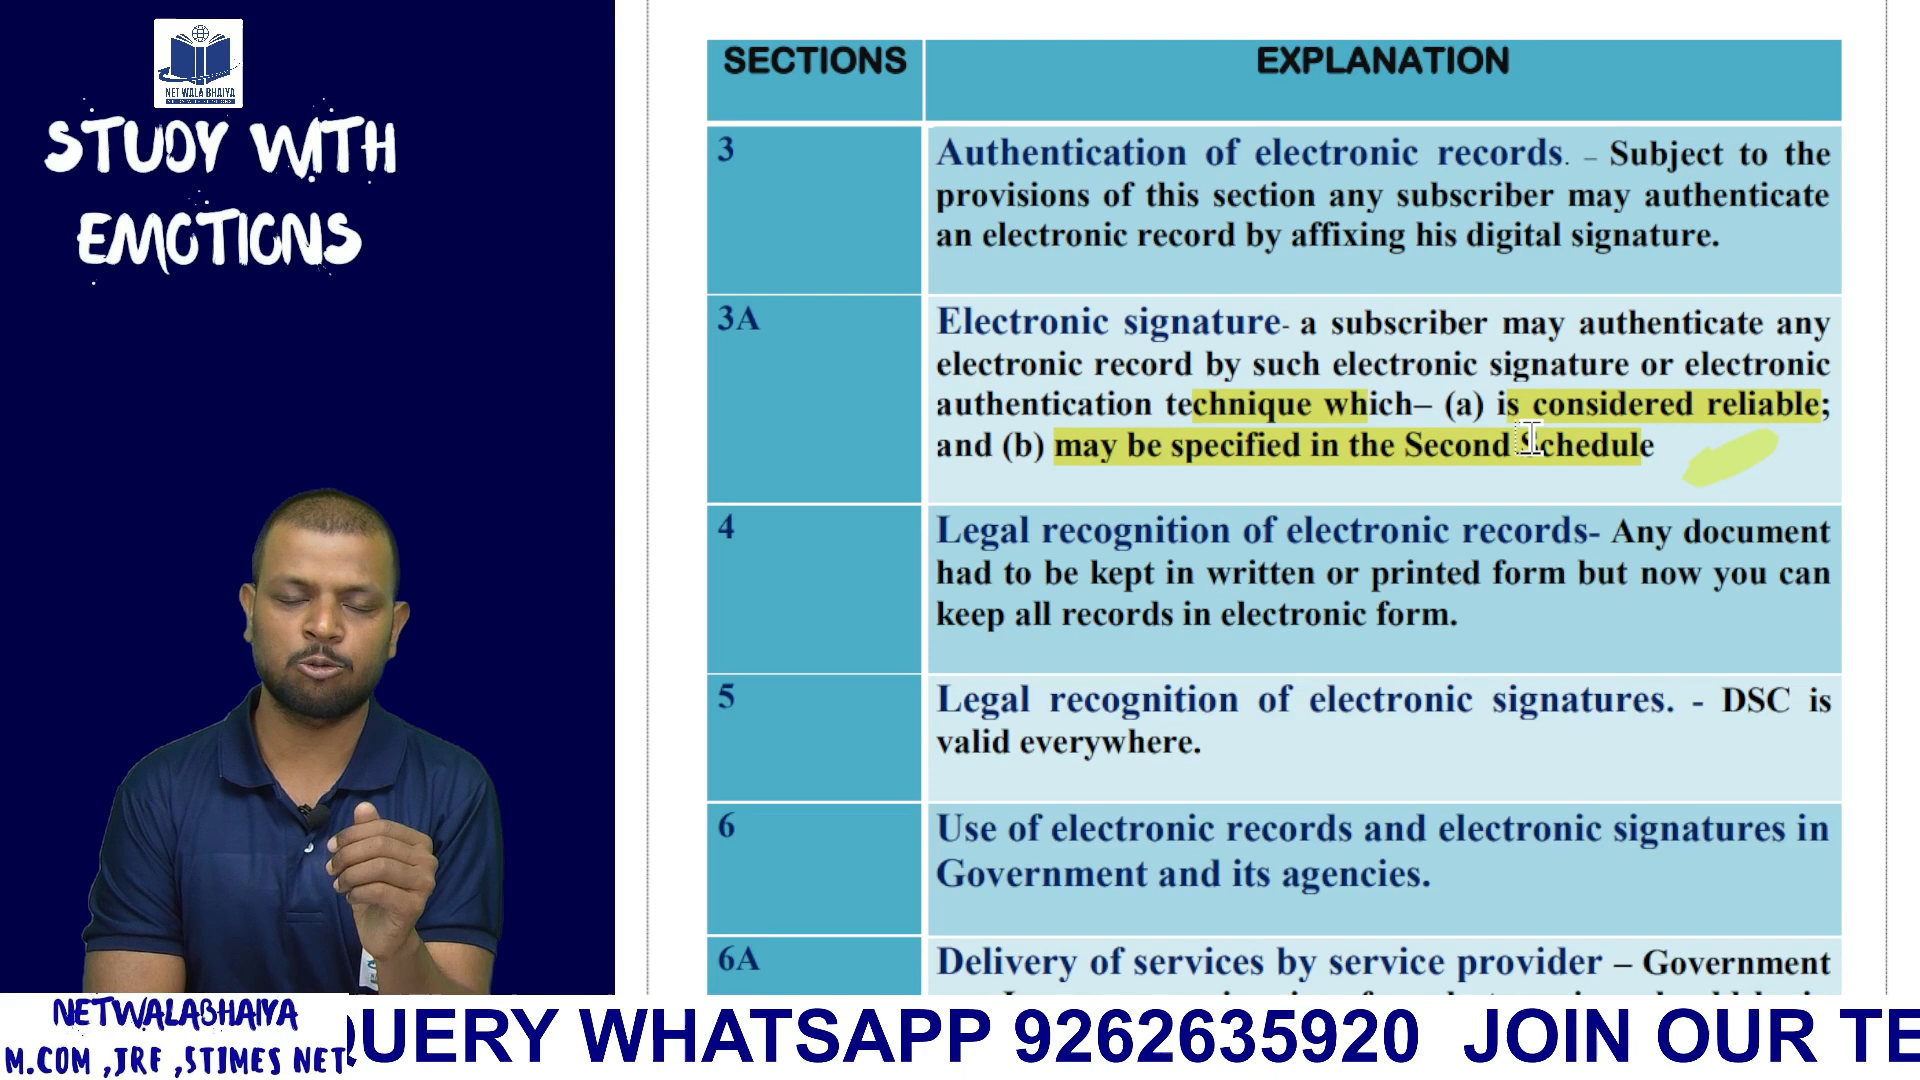 NET WALA BHAIYA
STUDY WITH
EMOTIONS
SECTIONS
EXPLANATION
3
Authentication of electronic records. – Subject to the
provisions of this section any subscriber may authenticate
an electronic record by affixing his digital signature.
3A
Electronic signature- a subscriber may authenticate any
electronic record by such electronic signature or electronic
authentication technique which– (a) is considered reliable;
and (b) may be specified in the Second Schedule
4
Legal recognition of electronic records- Any document
had to be kept in written or printed form but now you can
keep all records in electronic form.
5
Legal recognition of electronic signatures. - DSC is
valid everywhere.
6
Use of electronic records and electronic signatures in
Government and its agencies.
6A
Delivery of services by service provider – Government
NETWALABHAIYA
M.COM ,JRF ,5TIMES NET
QUERY WHATSAPP 9262635920 JOIN OUR TE